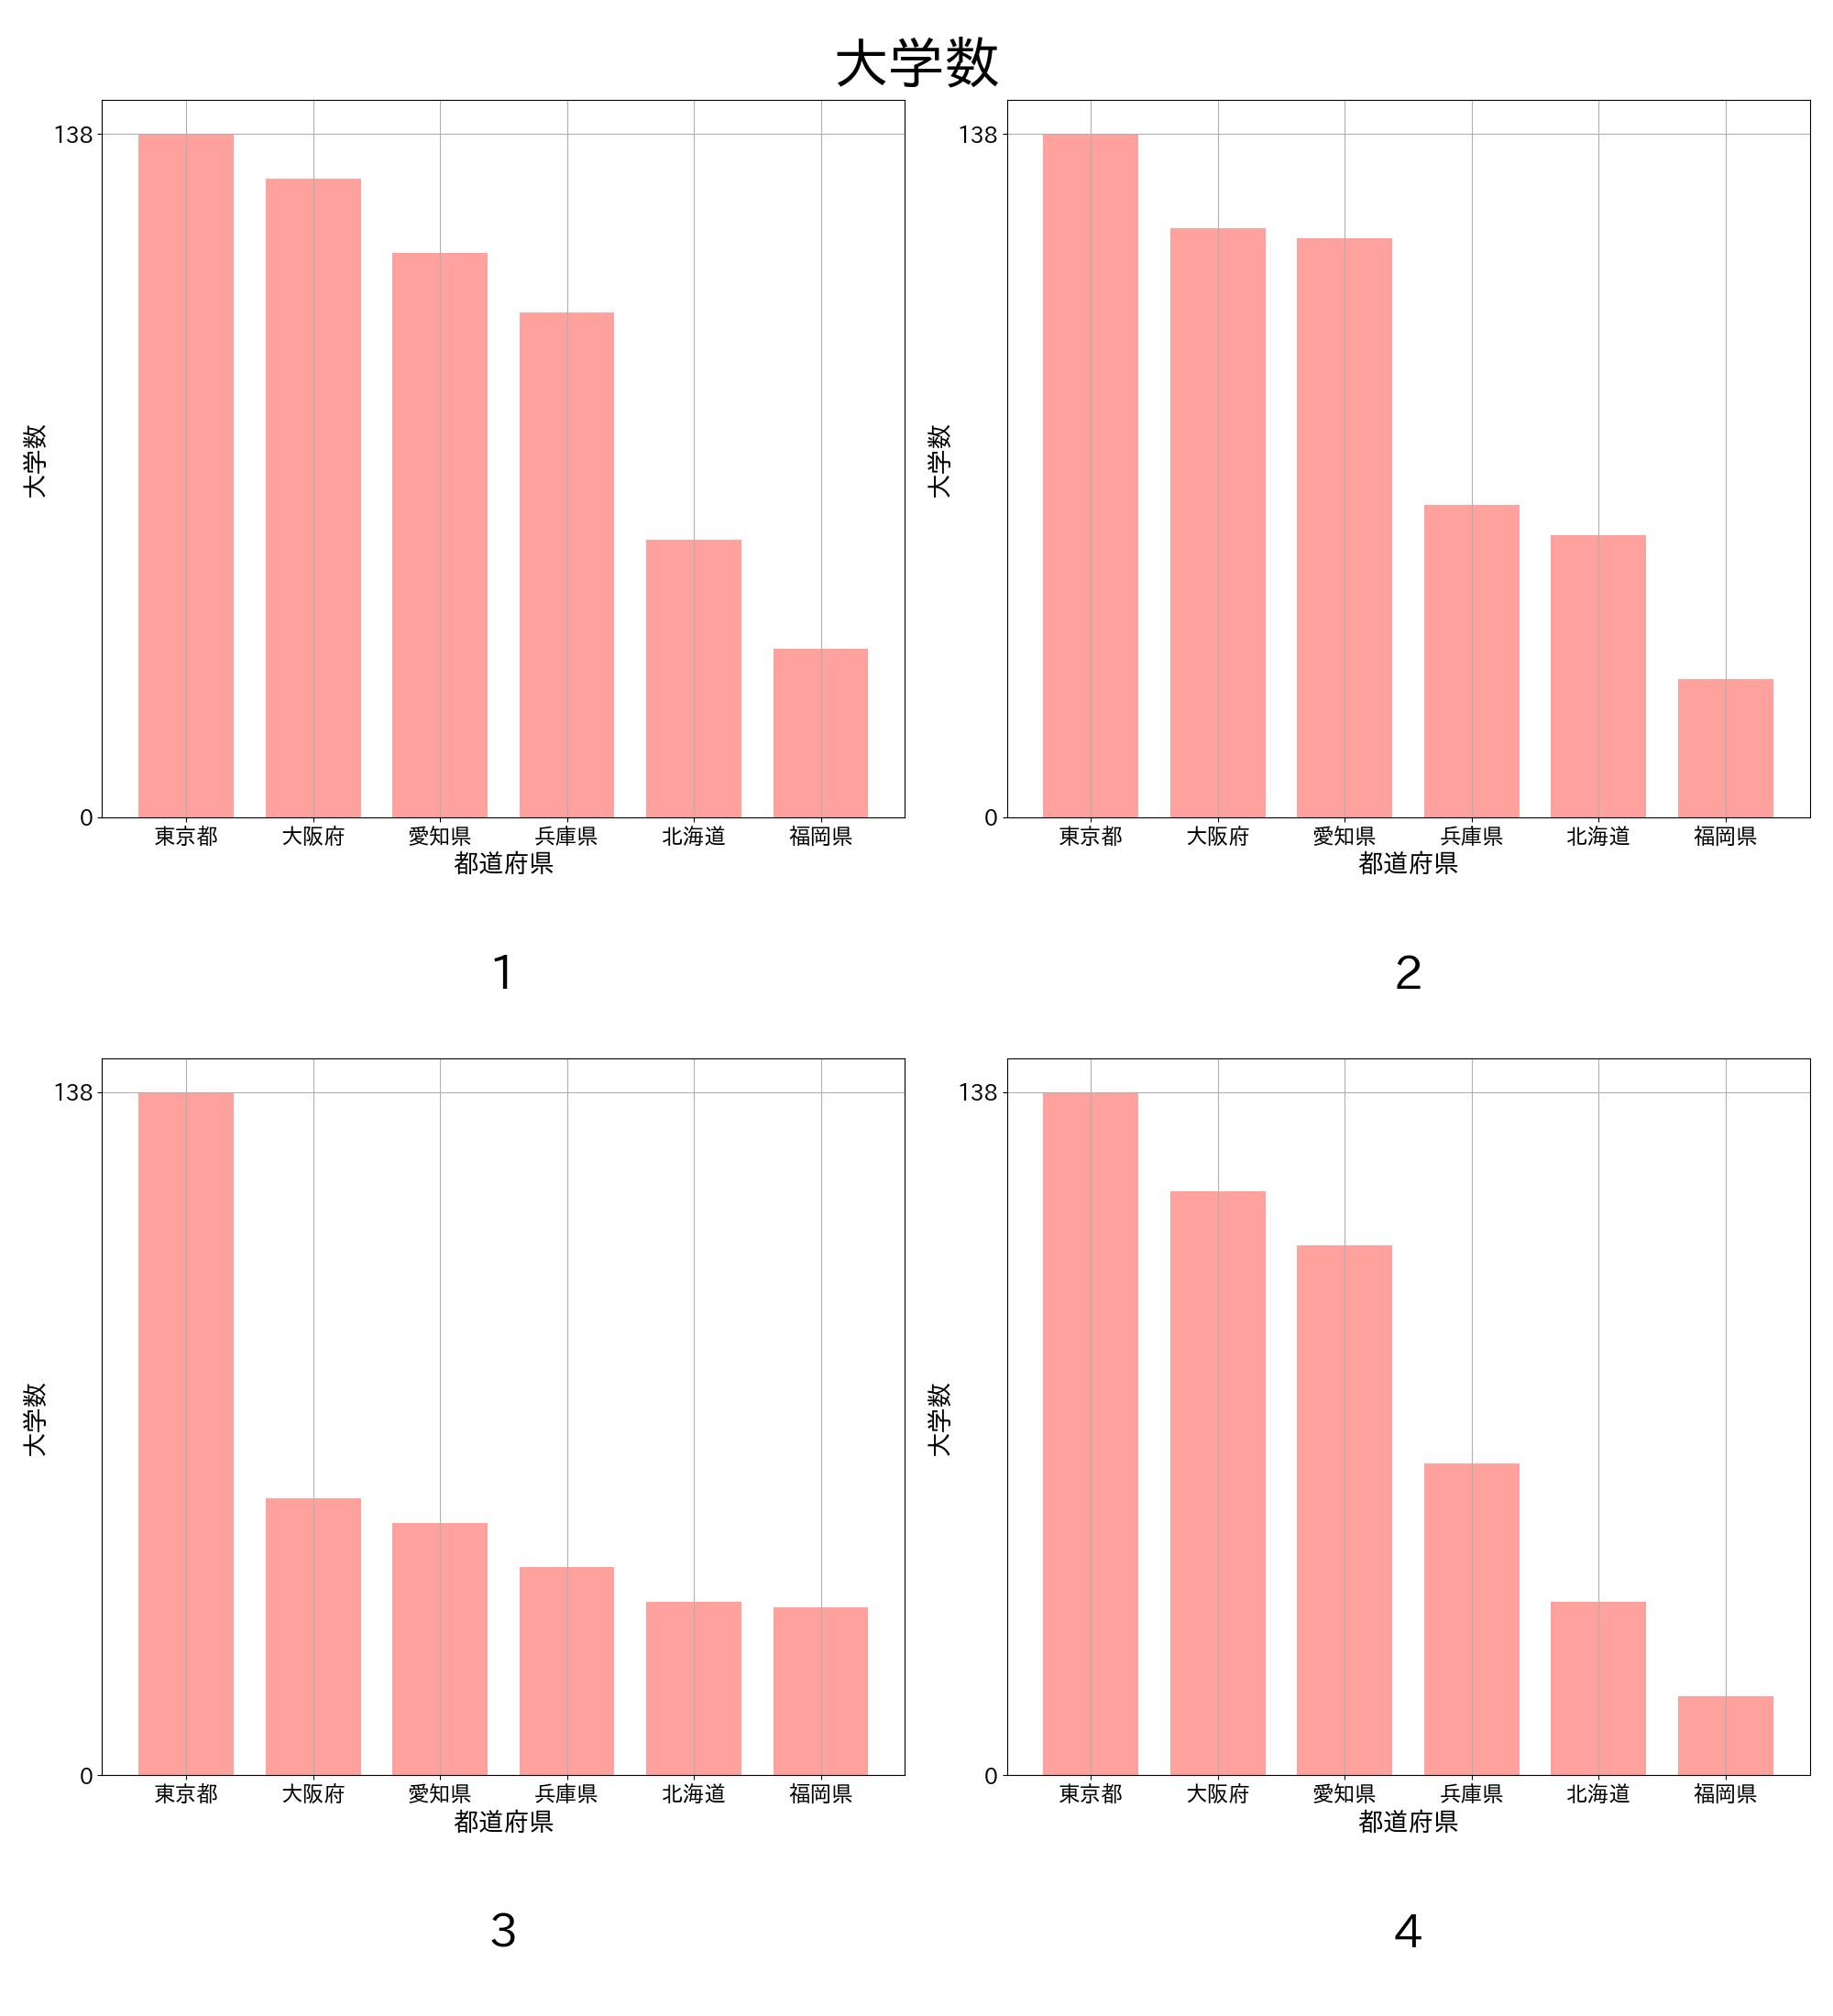 大学数
138
0
大学数
東京都 大阪府 愛知県 兵庫県 北海道 福岡県
都道府県
1
138
0
大学数
東京都 大阪府 愛知県 兵庫県 北海道 福岡県
都道府県
2
138
0
大学数
東京都 大阪府 愛知県 兵庫県 北海道 福岡県
都道府県
3
138
0
大学数
東京都 大阪府 愛知県 兵庫県 北海道 福岡県
都道府県
4